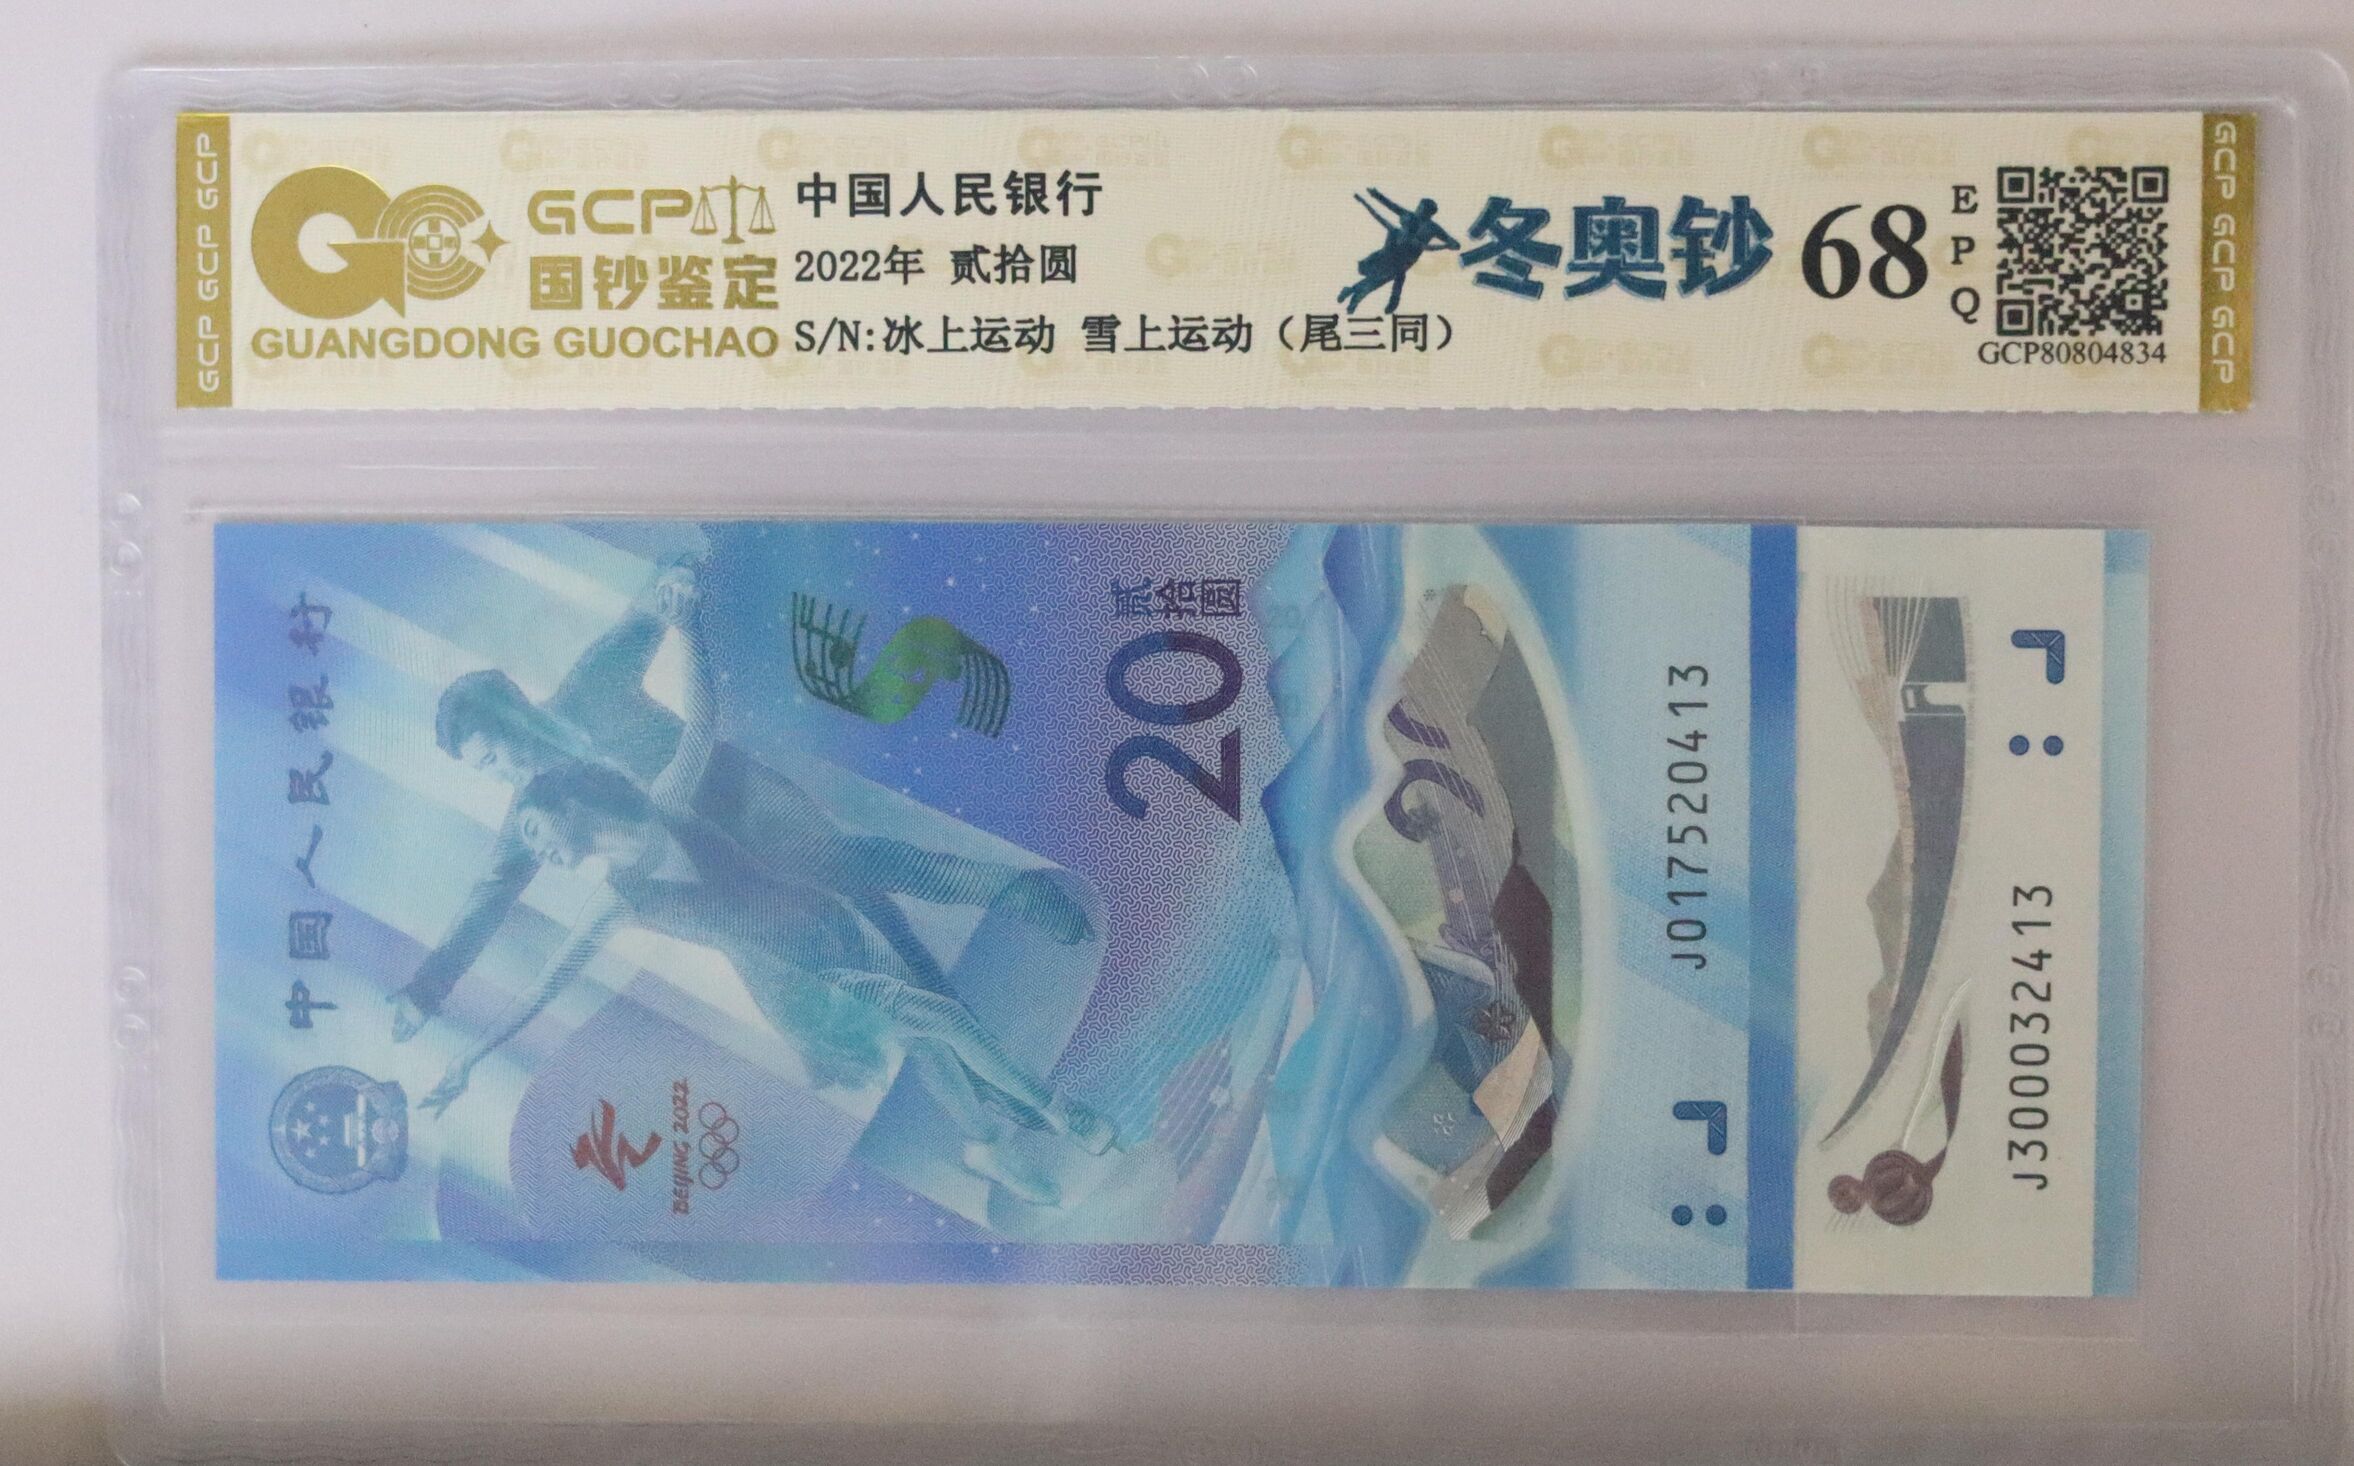 GCP GCP GCP
GCP
国钞鉴定
GUANGDONG GUOCHAO
中国人民银行
2022年 贰拾圆
S/N:冰上运动 雪上运动（尾三同）
冬奥钞
68
EPQ
GCP80804834
GCP GCP GCP
中国人民银行
BEIJING 2022
20
贰拾圆
J017520413
J300032413